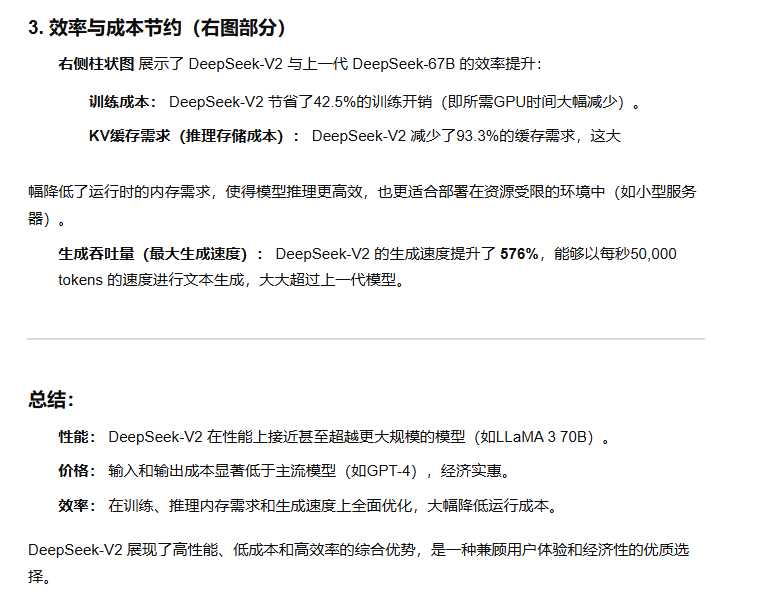 3. 效率与成本节约（右图部分）
右侧柱状图 展示了 DeepSeek-V2 与上一代 DeepSeek-67B 的效率提升：
训练成本： DeepSeek-V2 节省了42.5%的训练开销（即所需GPU时间大幅减少）。
KV缓存需求（推理存储成本）： DeepSeek-V2 减少了93.3%的缓存需求，这大
幅降低了运行时的内存需求，使得模型推理更高效，也更适合部署在资源受限的环境中（如小型服务
器）。
生成吞吐量（最大生成速度）： DeepSeek-V2 的生成速度提升了 576%，能够以每秒50,000
tokens 的速度进行文本生成，大大超过上一代模型。
总结：
性能： DeepSeek-V2 在性能上接近甚至超越更大规模的模型（如LLaMA 3 70B）。
价格： 输入和输出成本显著低于主流模型（如GPT-4），经济实惠。
效率： 在训练、推理内存需求和生成速度上全面优化，大幅降低运行成本。
DeepSeek-V2 展现了高性能、低成本和高效率的综合优势，是一种兼顾用户体验和经济性的优质选
择。